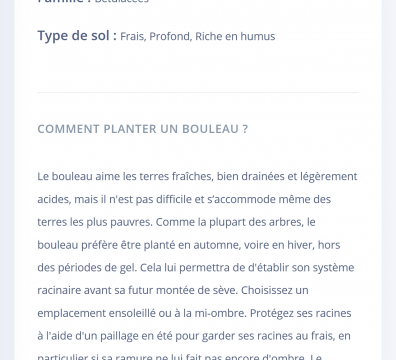 Famille : Bétulacées
Type de sol : Frais, Profond, Riche en humus
COMMENT PLANTER UN BOULEAU ?
Le bouleau aime les terres fraîches, bien drainées et légèrement
acides, mais il n'est pas difficile et s’accommode même des
terres les plus pauvres. Comme la plupart des arbres, le
bouleau préfère être planté en automne, voire en hiver, hors
des périodes de gel. Cela lui permettra de d'établir son système
racinaire avant sa futur montée de sève. Choisissez un
emplacement ensoleillé ou à la mi-ombre. Protégez ses racines
à l'aide d'un paillage en été pour garder ses racines au frais, en
particulier si sa ramure ne lui fait pas encore d'ombre. Le